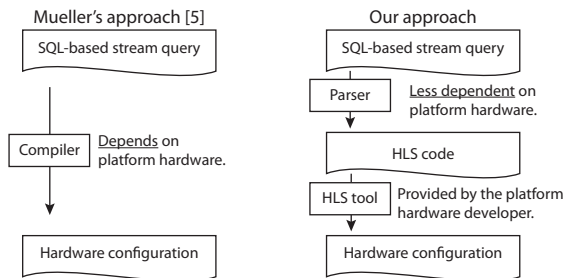 Mueller's approach [5]
SQL-based stream query
Compiler
Depends on
platform hardware.
Hardware configuration
Our approach
SQL-based stream query
Parser
Less dependent on
platform hardware.
HLS code
HLS tool
Provided by the platform
hardware developer.
Hardware configuration